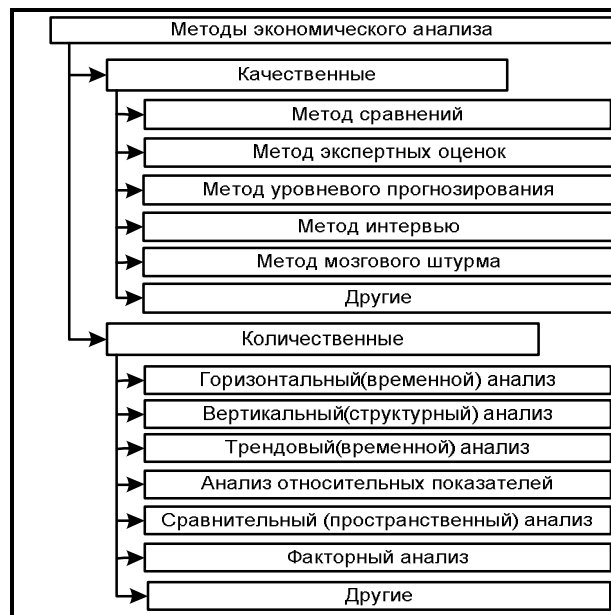 Методы экономического анализа
Качественные
Метод сравнений
Метод экспертных оценок
Метод уровневого прогнозирования
Метод интервью
Метод мозгового штурма
Другие
Количественные
Горизонтальный(временной) анализ
Вертикальный(структурный) анализ
Трендовый(временной) анализ
Анализ относительных показателей
Сравнительный (пространственный) анализ
Факторный анализ
Другие